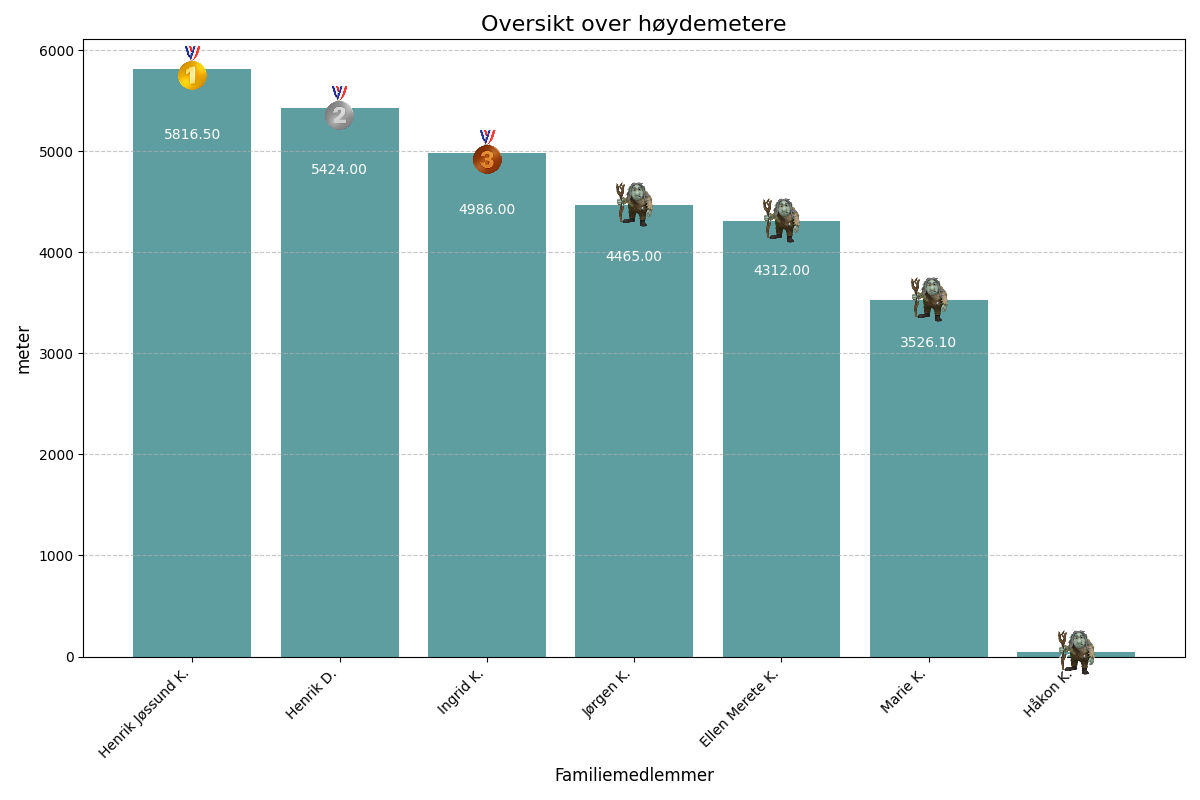 Oversikt over høydemetere
meter
6000
5000
4000
3000
2000
1000
0
1
2
3
5816.50
5424.00
4986.00
4465.00
4312.00
3526.10
Henrik Jøssund K.
Henrik D.
Ingrid K.
Jørgen K.
Ellen Merete K.
Marie K.
Håkon K.
Familiemedlemmer